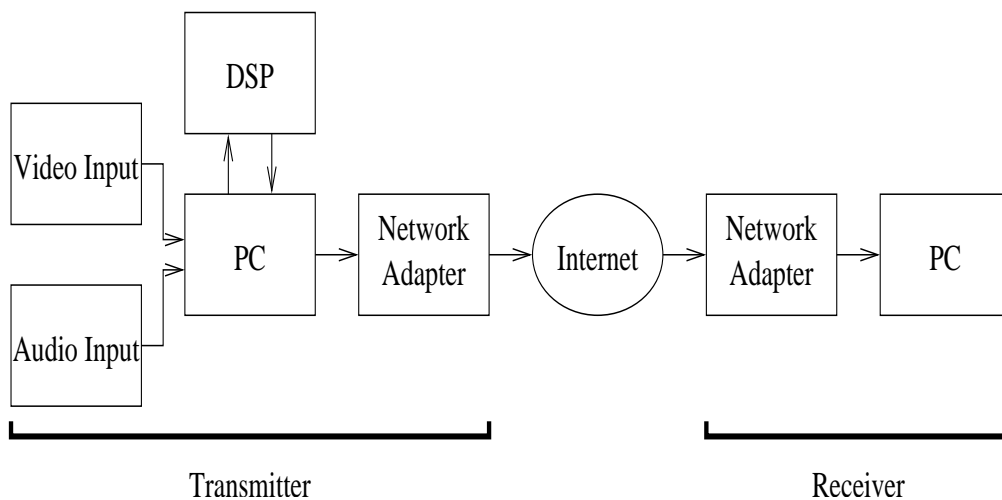 DSP
Video Input
PC
Network
Adapter
Internet
Network
Adapter
PC
Audio Input
Transmitter
Receiver